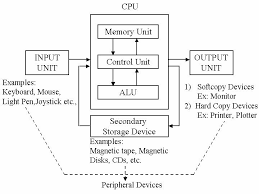 CPU
Memory Unit
INPUT
UNIT
Control Unit
OUTPUT
UNIT
ALU
Examples:
Keyboard, Mouse,
Light Pen,Joystick etc.,
1) Softcopy Devices
Ex: Monitor
2) Hard Copy Devices
Ex: Printer, Plotter
Secondary
Storage Device
Examples:
Magnetic tape, Magnetic
Disks, CDs, etc.
Peripheral Devices